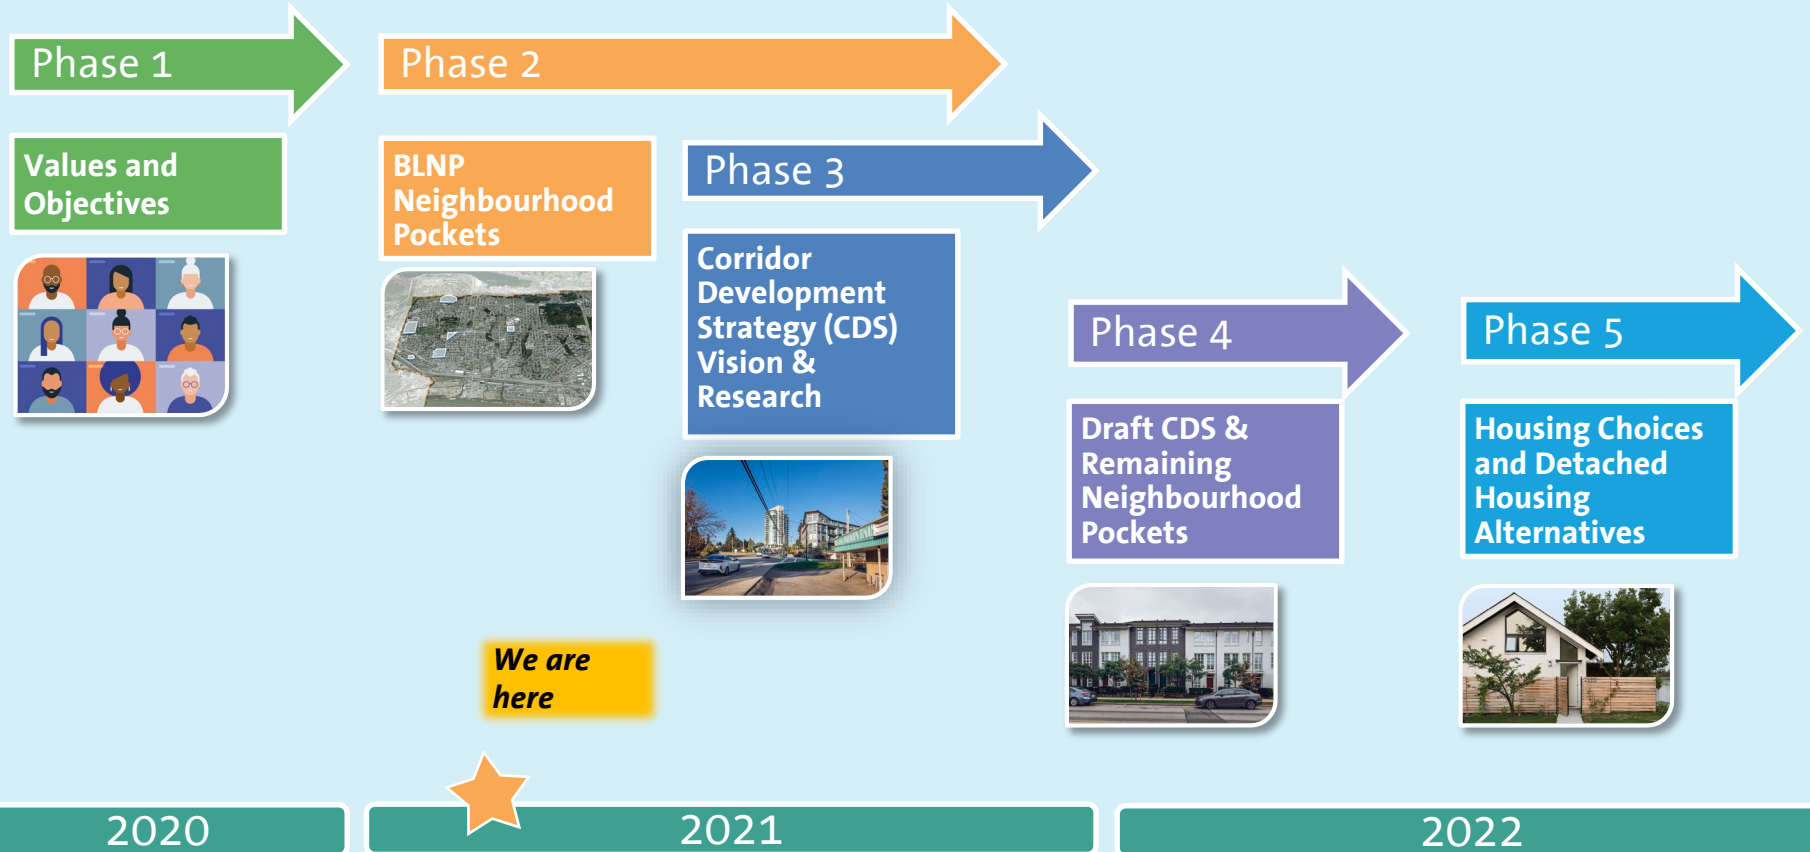 Phase 1
Values and
Objectives
Phase 2
BLNP
Neighbourhood
Pockets
Phase 3
Corridor
Development
Strategy (CDS)
Vision &
Research
Phase 4
Draft CDS &
Remaining
Neighbourhood
Pockets
Phase 5
Housing Choices
and Detached
Housing
Alternatives
We are
here
2020
2021
2022